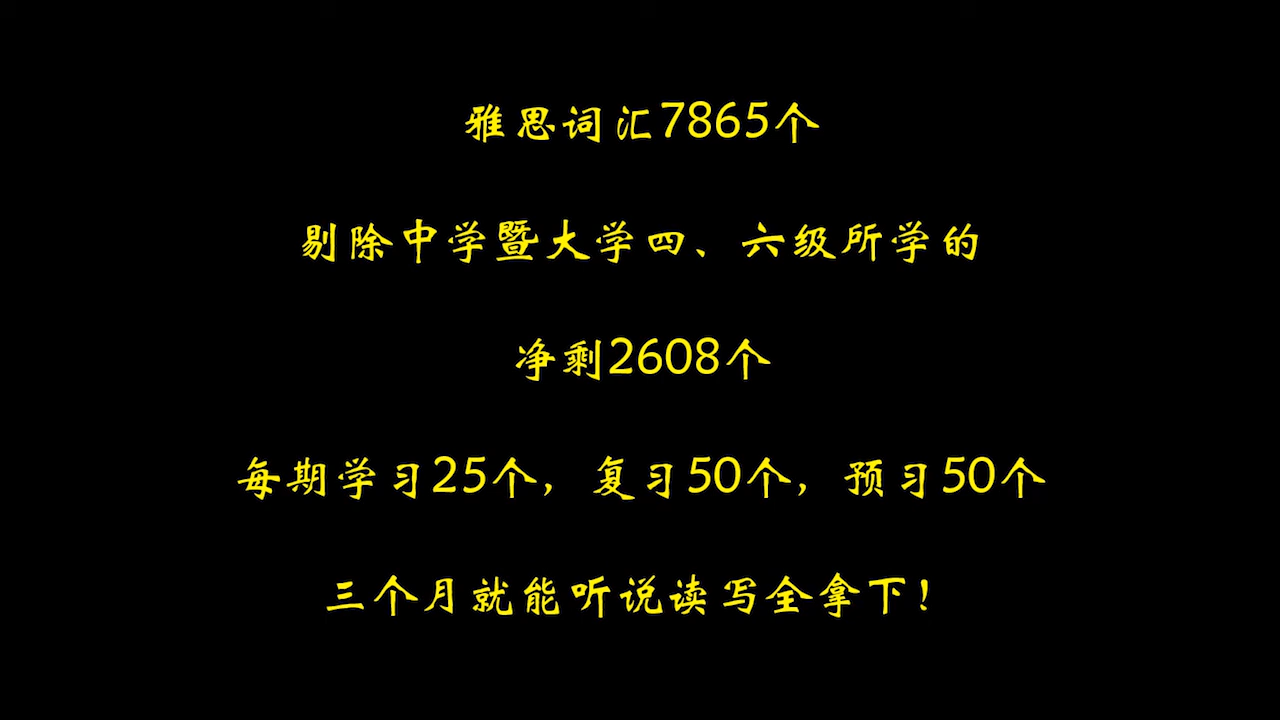 雅思词汇7865个
剔除中学暨大学四、六级所学的
净剩2608个
每期学习25个，复习50个，预习50个
三个月就能听说读写全拿下！